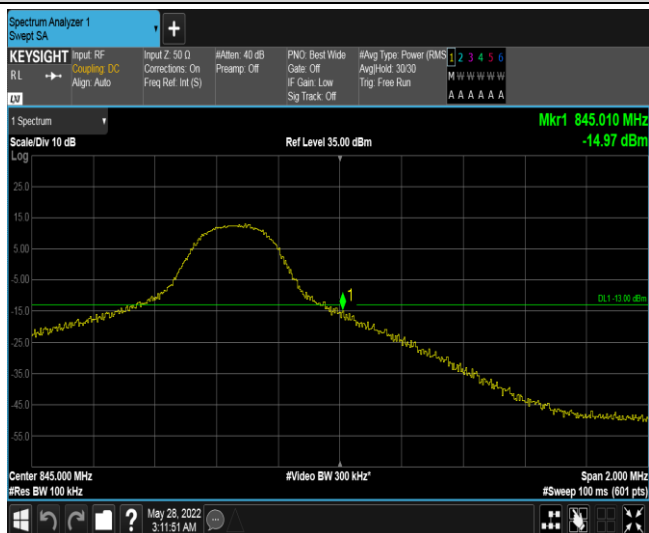 Spectrum Analyzer 1
Swept SA
KEYSIGHT
RL
LXI
Input: RF
Coupling: DC
Align: Auto
Input Z: 50 Ω
Corrections: On
Freq Ref: Int (S)
#Atten: 40 dB
Preamp: Off
PNO: Best Wide
Gate: Off
IF Gain: Low
Sig Track: Off
#Avg Type: Power (RMS
Avg|Hold: 30/30
Trig: Free Run
1 2 3 4 5 6
M W W W W W
A A A A A A
1 Spectrum
Mkr1 845.010 MHz
Scale/Div 10 dB
Ref Level 35.00 dBm
-14.97 dBm
Log
25.0
15.0
5.00
-5.00
1
DL1 -13.00 dBm
-15.0
-25.0
-35.0
-45.0
-55.0
Center 845.000 MHz
#Video BW 300 kHz*
Span 2.000 MHz
#Res BW 100 kHz
#Sweep 100 ms (601 pts)
?
May 28, 2022
3:11:51 AM